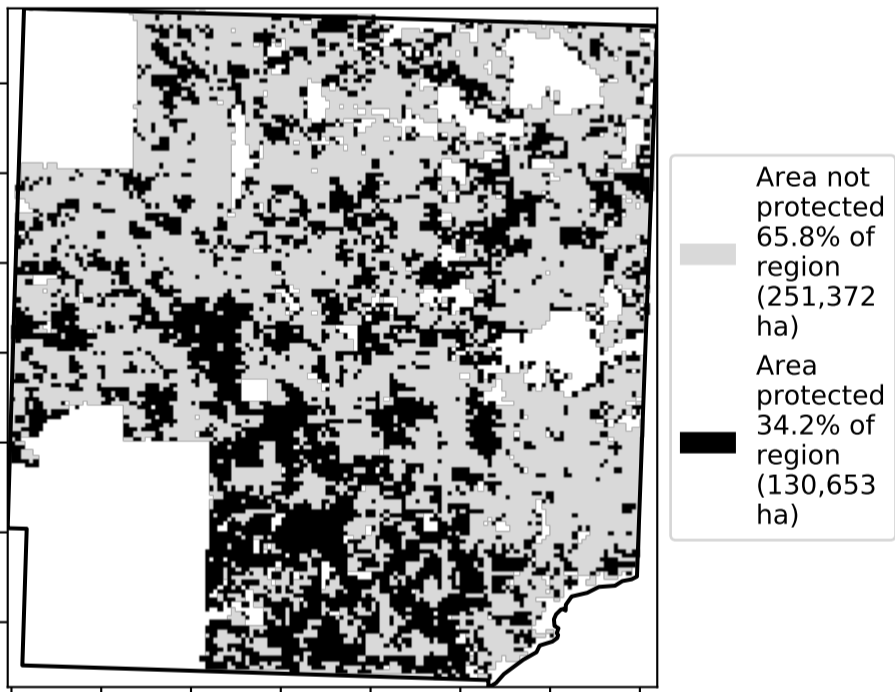 Area not
protected
65.8% of
region
(251,372
ha)
Area
protected
34.2% of
region
(130,653
ha)